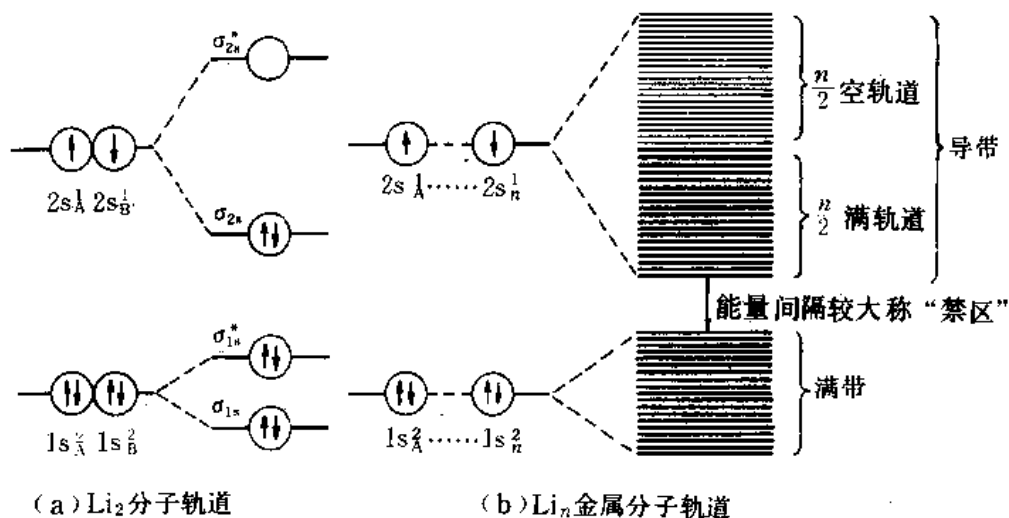 σ*2s
n/2 空轨道
导带
2s¹A 2s¹B
2s¹A……2s¹n
σ2s
n/2 满轨道
能量间隔较大称“禁区”
σ*1s
满带
σ1s
1s²A 1s²B
1s²A……1s²n
(a)Li₂分子轨道
(b)Liₙ金属分子轨道